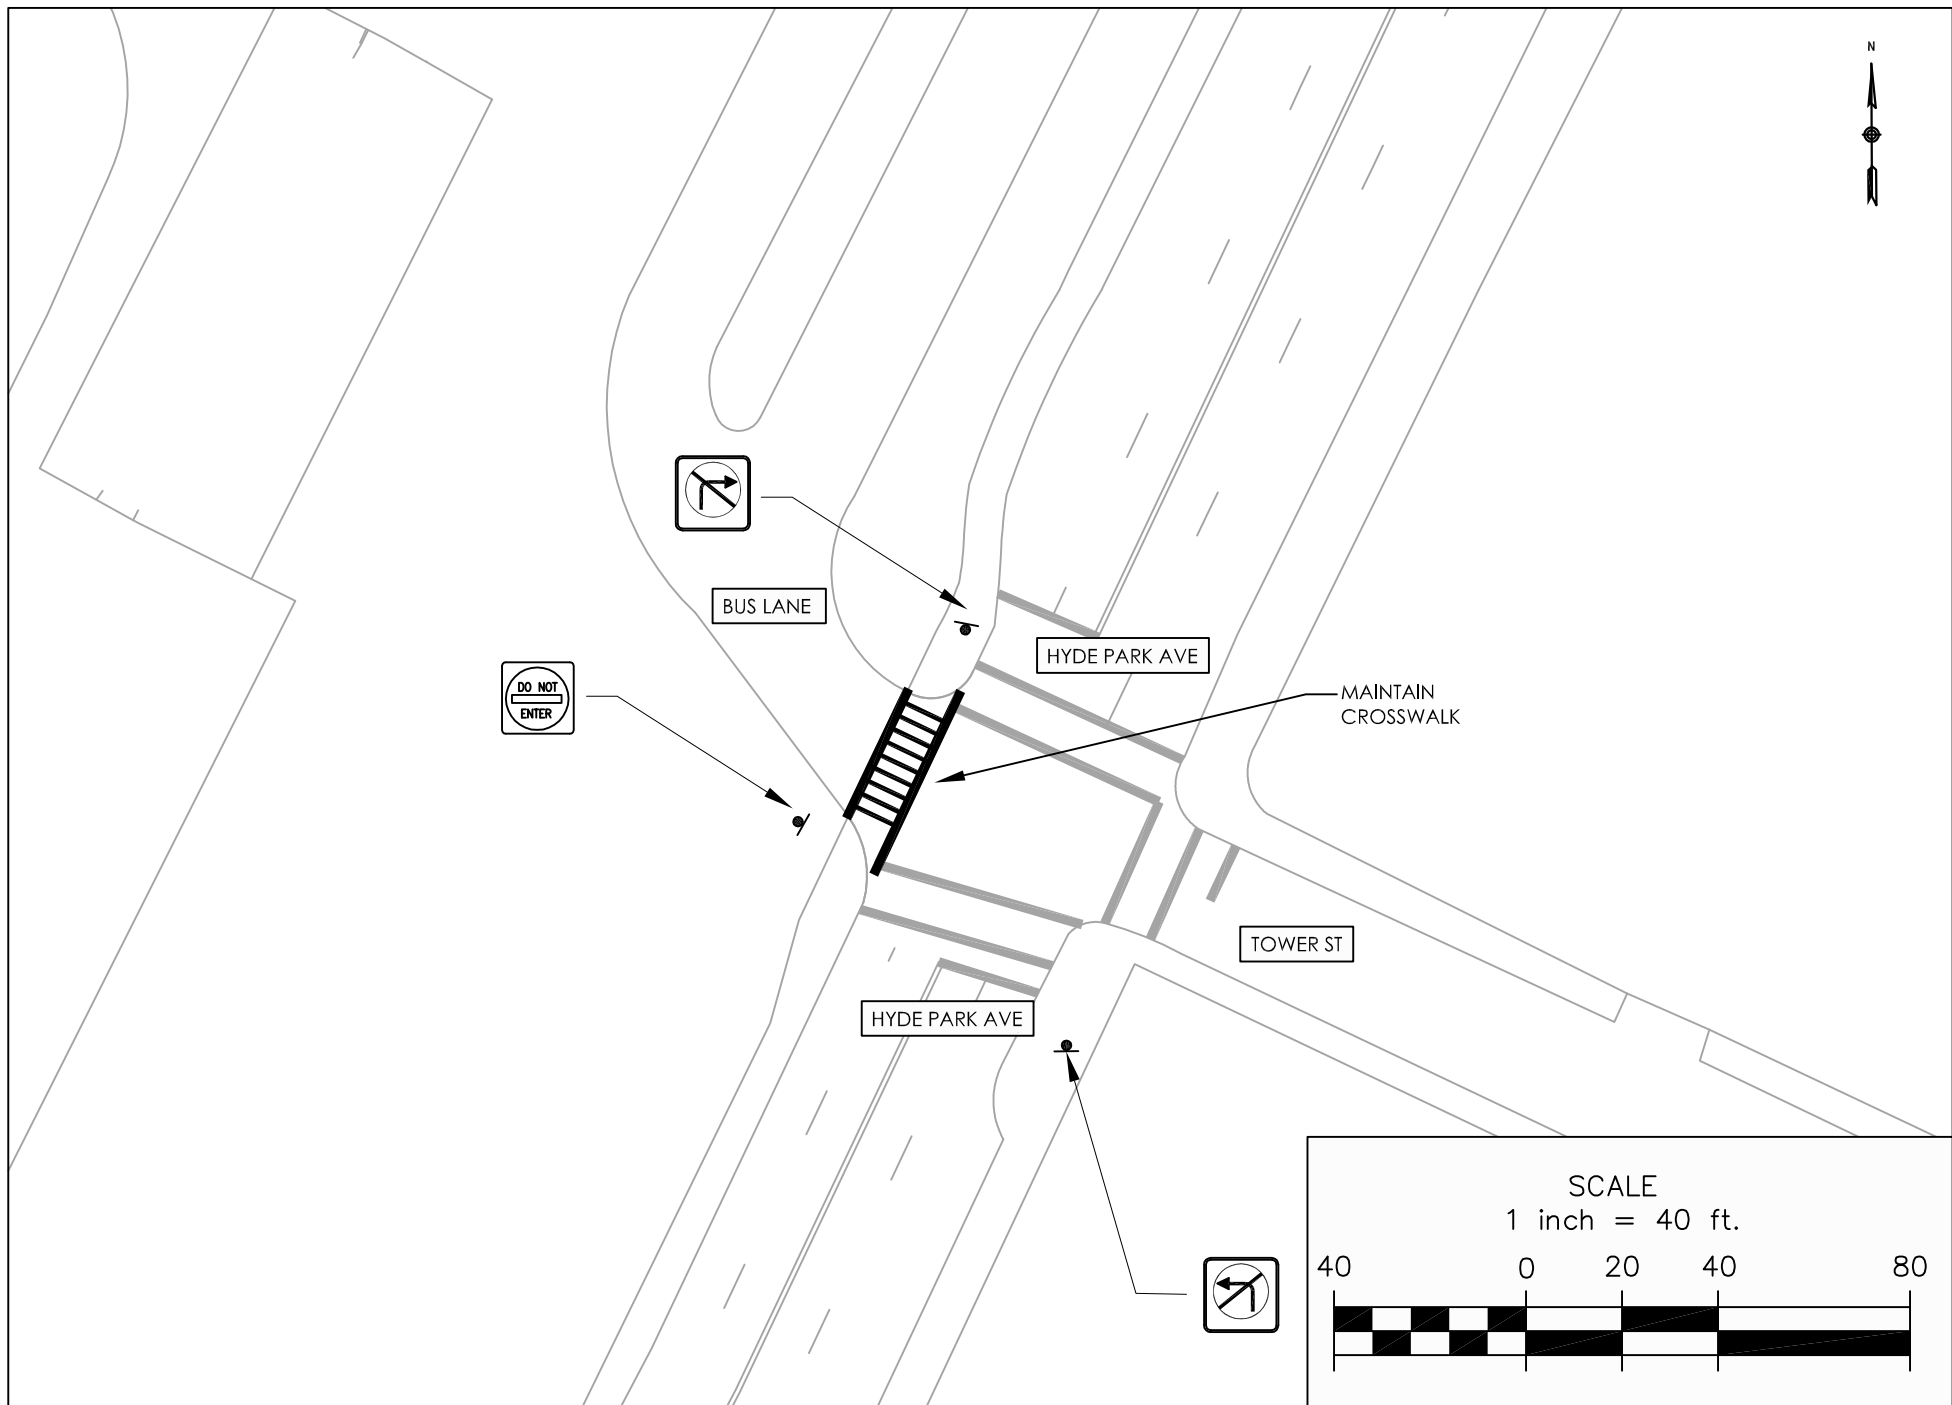 N
BUS LANE
HYDE PARK AVE
DO NOT
ENTER
MAINTAIN
CROSSWALK
TOWER ST
HYDE PARK AVE
SCALE
1 inch = 40 ft.
40 0 20 40 80